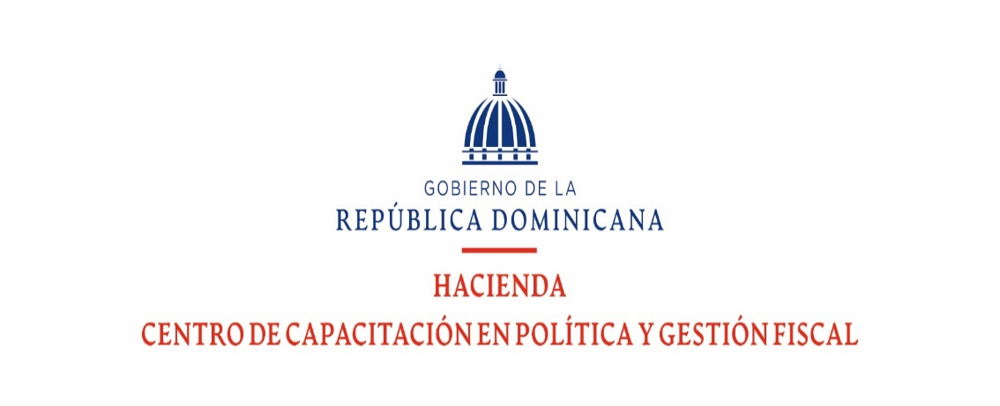 GOBIERNO DE LA
REPÚBLICA DOMINICANA
HACIENDA
CENTRO DE CAPACITACIÓN EN POLÍTICA Y GESTIÓN FISCAL